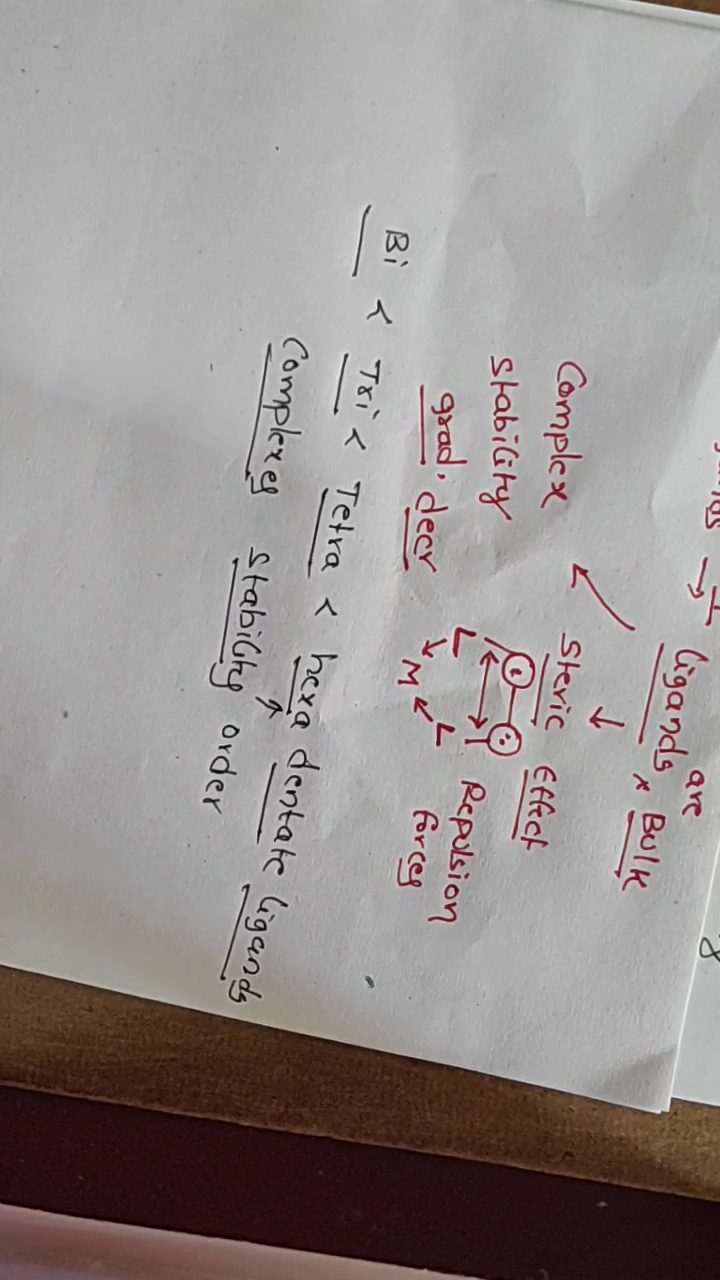 → I ligands are
* Bulk
Complex ↙ ↓
Stability Steric Effect
grad. decr
L L Repulsion
M forces
Bi < Tri < Tetra < hexa dentate ligands
Complexes stability order